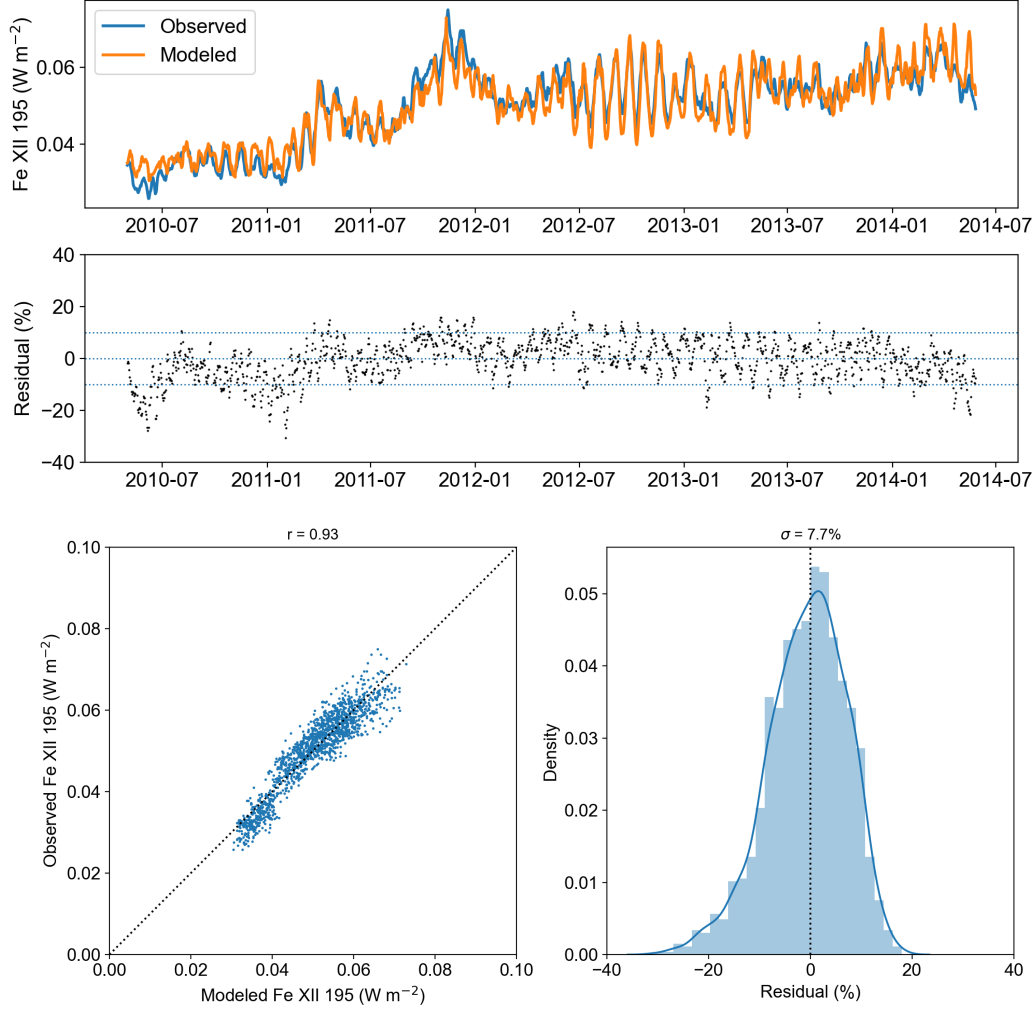 Fe XII 195 (W m⁻²)
Observed
Modeled
0.06
0.04
2010-07 2011-01 2011-07 2012-01 2012-07 2013-01 2013-07 2014-01 2014-07
Residual (%)
40
20
0
−20
−40
2010-07 2011-01 2011-07 2012-01 2012-07 2013-01 2013-07 2014-01 2014-07
r = 0.93
Observed Fe XII 195 (W m⁻²)
0.10
0.08
0.06
0.04
0.02
0.00
0.00 0.02 0.04 0.06 0.08 0.10
Modeled Fe XII 195 (W m⁻²)
σ = 7.7%
Density
0.05
0.04
0.03
0.02
0.01
0.00
−40 −20 0 20 40
Residual (%)